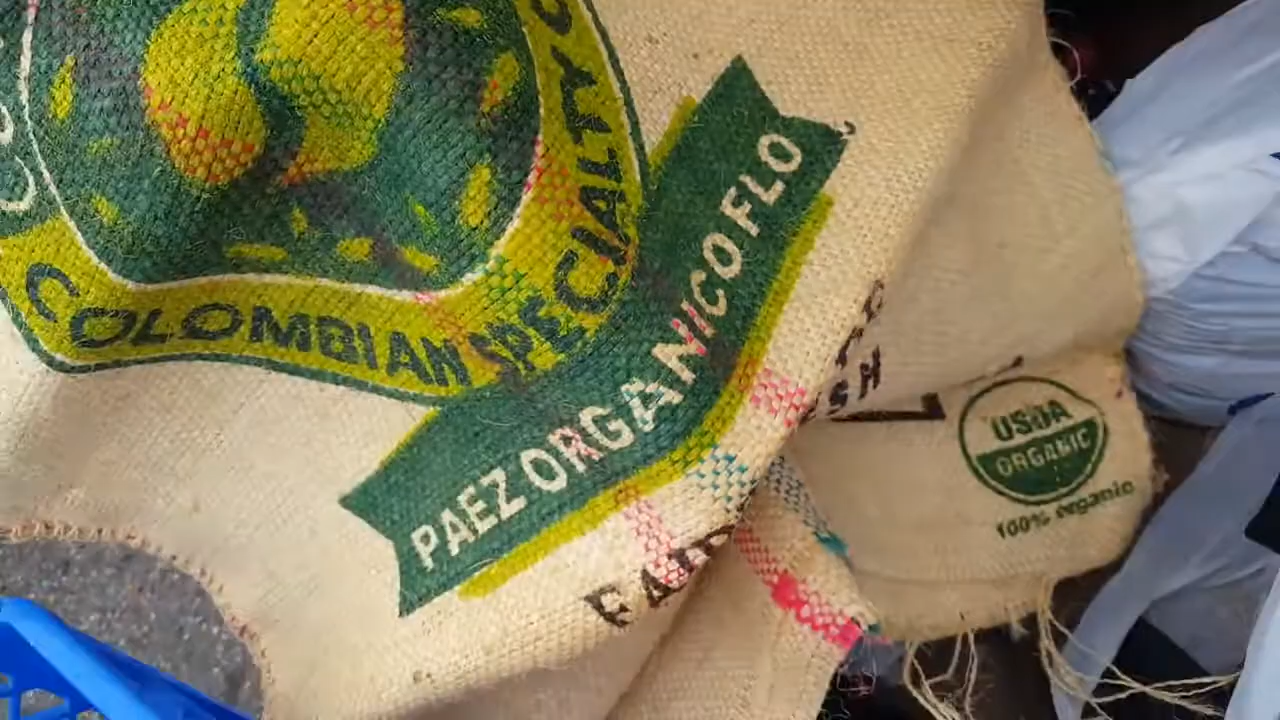 COLOMBIAN SPECIALTY
PAEZ ORGANICO FLO
USDA
ORGANIC
100% organic